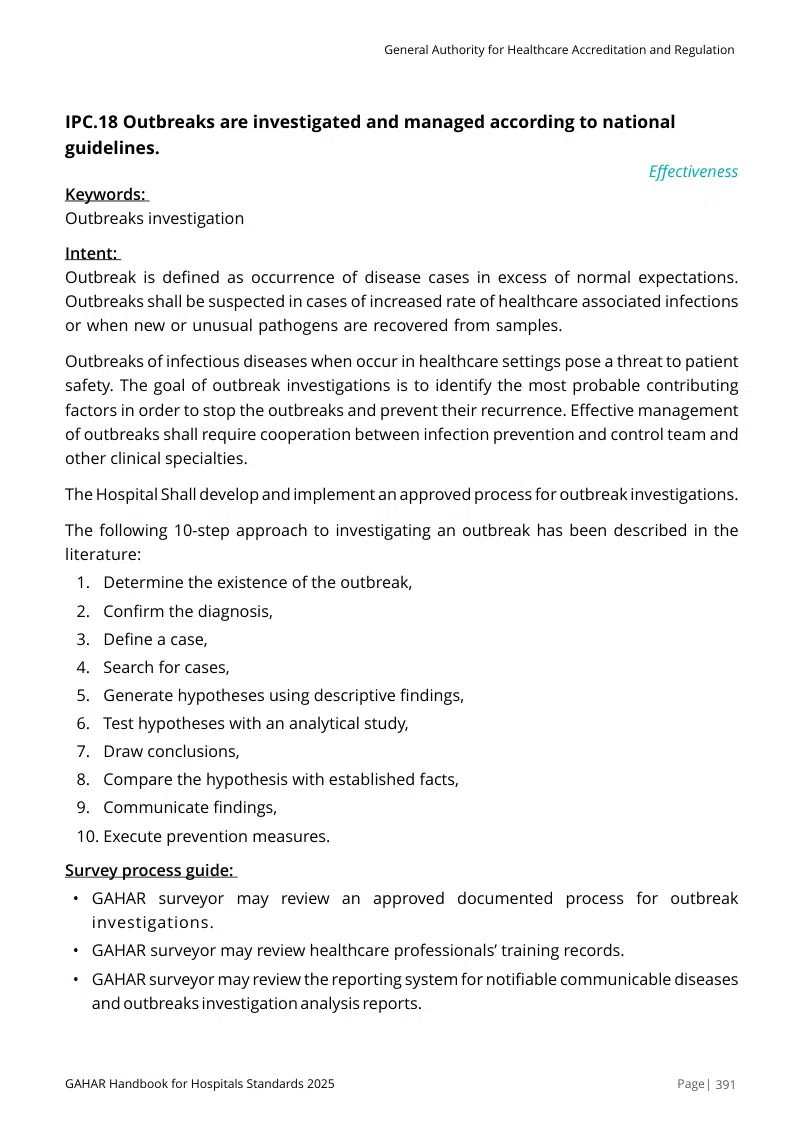 General Authority for Healthcare Accreditation and Regulation
IPC.18 Outbreaks are investigated and managed according to national
guidelines.
Effectiveness
Keywords:
Outbreaks investigation
Intent:
Outbreak is defined as occurrence of disease cases in excess of normal expectations.
Outbreaks shall be suspected in cases of increased rate of healthcare associated infections
or when new or unusual pathogens are recovered from samples.
Outbreaks of infectious diseases when occur in healthcare settings pose a threat to patient
safety. The goal of outbreak investigations is to identify the most probable contributing
factors in order to stop the outbreaks and prevent their recurrence. Effective management
of outbreaks shall require cooperation between infection prevention and control team and
other clinical specialties.
The Hospital Shall develop and implement an approved process for outbreak investigations.
The following 10-step approach to investigating an outbreak has been described in the
literature:
1. Determine the existence of the outbreak,
2. Confirm the diagnosis,
3. Define a case,
4. Search for cases,
5. Generate hypotheses using descriptive findings,
6. Test hypotheses with an analytical study,
7. Draw conclusions,
8. Compare the hypothesis with established facts,
9. Communicate findings,
10. Execute prevention measures.
Survey process guide:
• GAHAR surveyor may review an approved documented process for outbreak
investigations.
• GAHAR surveyor may review healthcare professionals’ training records.
• GAHAR surveyor may review the reporting system for notifiable communicable diseases
and outbreaks investigation analysis reports.
GAHAR Handbook for Hospitals Standards 2025
Page| 391